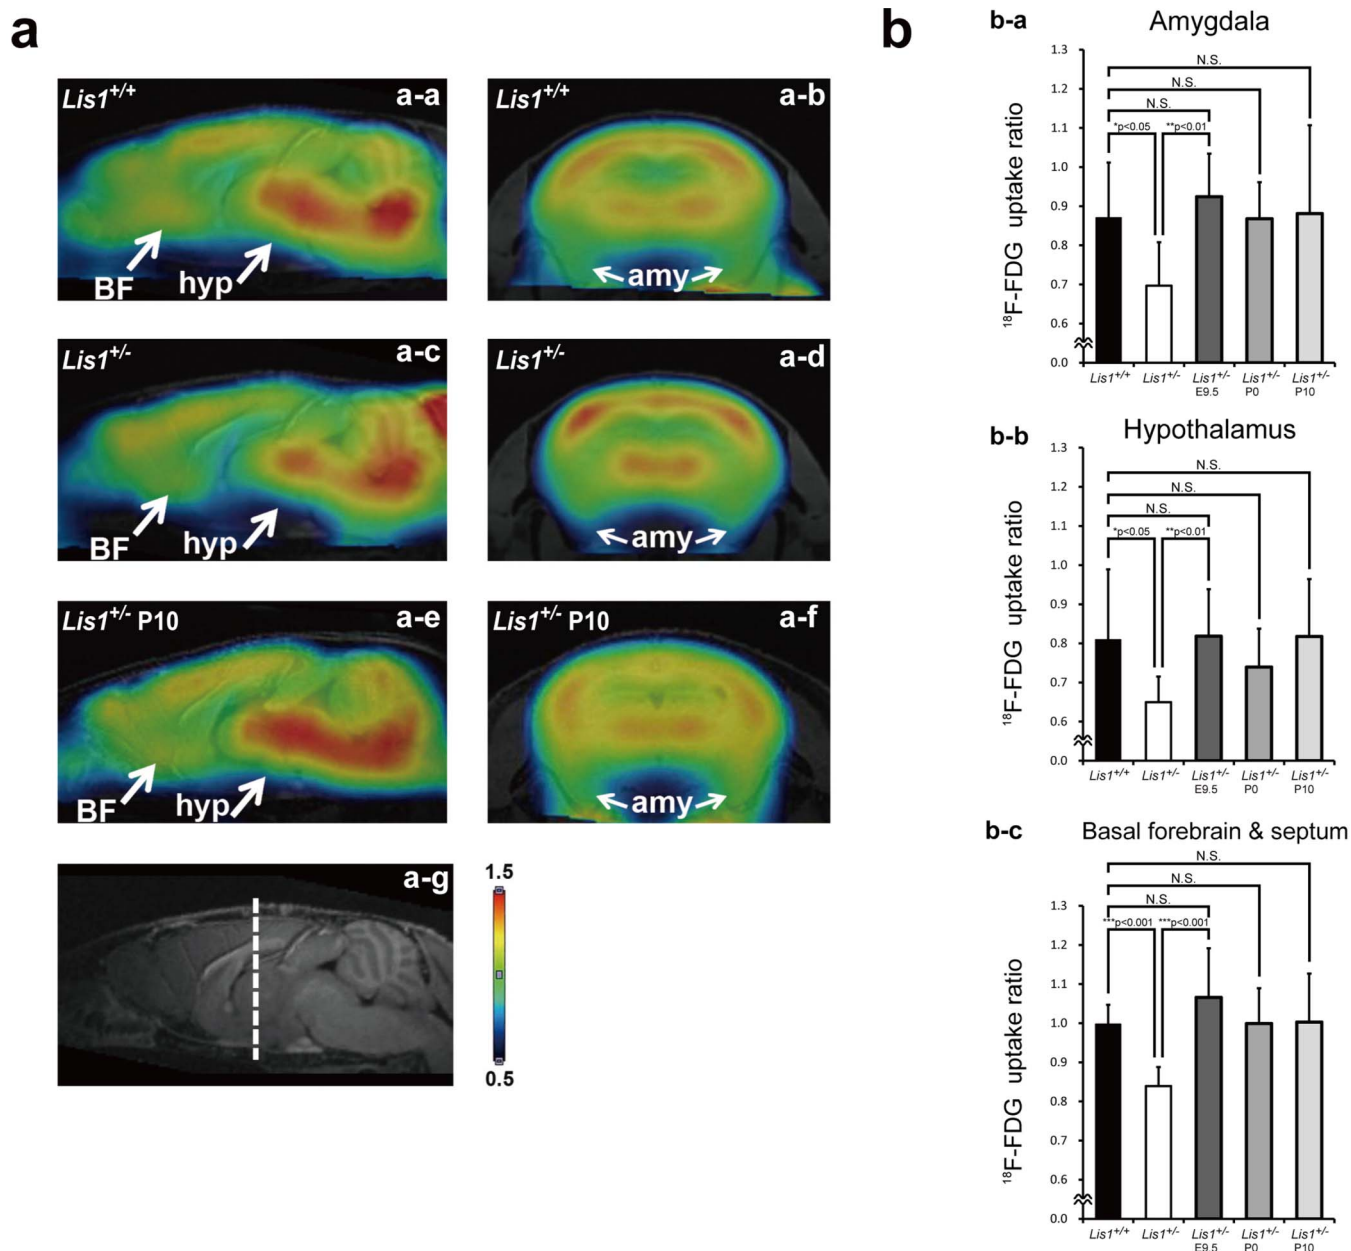 a
b
Lis1+/+ a-a
BF hyp
Lis1+/+ a-b
amy
Lis1+/- a-c
BF hyp
Lis1+/- a-d
amy
Lis1+/- P10 a-e
BF hyp
Lis1+/- P10 a-f
amy
a-g
1.5
0.5
b-a Amygdala
18F-FDG uptake ratio
1.3
1.2
1.1
1.0
0.9
0.8
0.7
0.6
0.0
N.S.
N.S.
N.S.
*p<0.05 **p<0.01
Lis1+/+ Lis1+/- Lis1+/- Lis1+/- Lis1+/-
E9.5 P0 P10
b-b Hypothalamus
18F-FDG uptake ratio
1.3
1.2
1.1
1.0
0.9
0.8
0.7
0.6
0.0
N.S.
N.S.
N.S.
*p<0.05 **p<0.01
Lis1+/+ Lis1+/- Lis1+/- Lis1+/- Lis1+/-
E9.5 P0 P10
b-c Basal forebrain & septum
18F-FDG uptake ratio
1.3
1.2
1.1
1.0
0.9
0.8
0.7
0.6
0.0
N.S.
N.S.
N.S.
***p<0.001 ***p<0.001
Lis1+/+ Lis1+/- Lis1+/- Lis1+/- Lis1+/-
E9.5 P0 P10